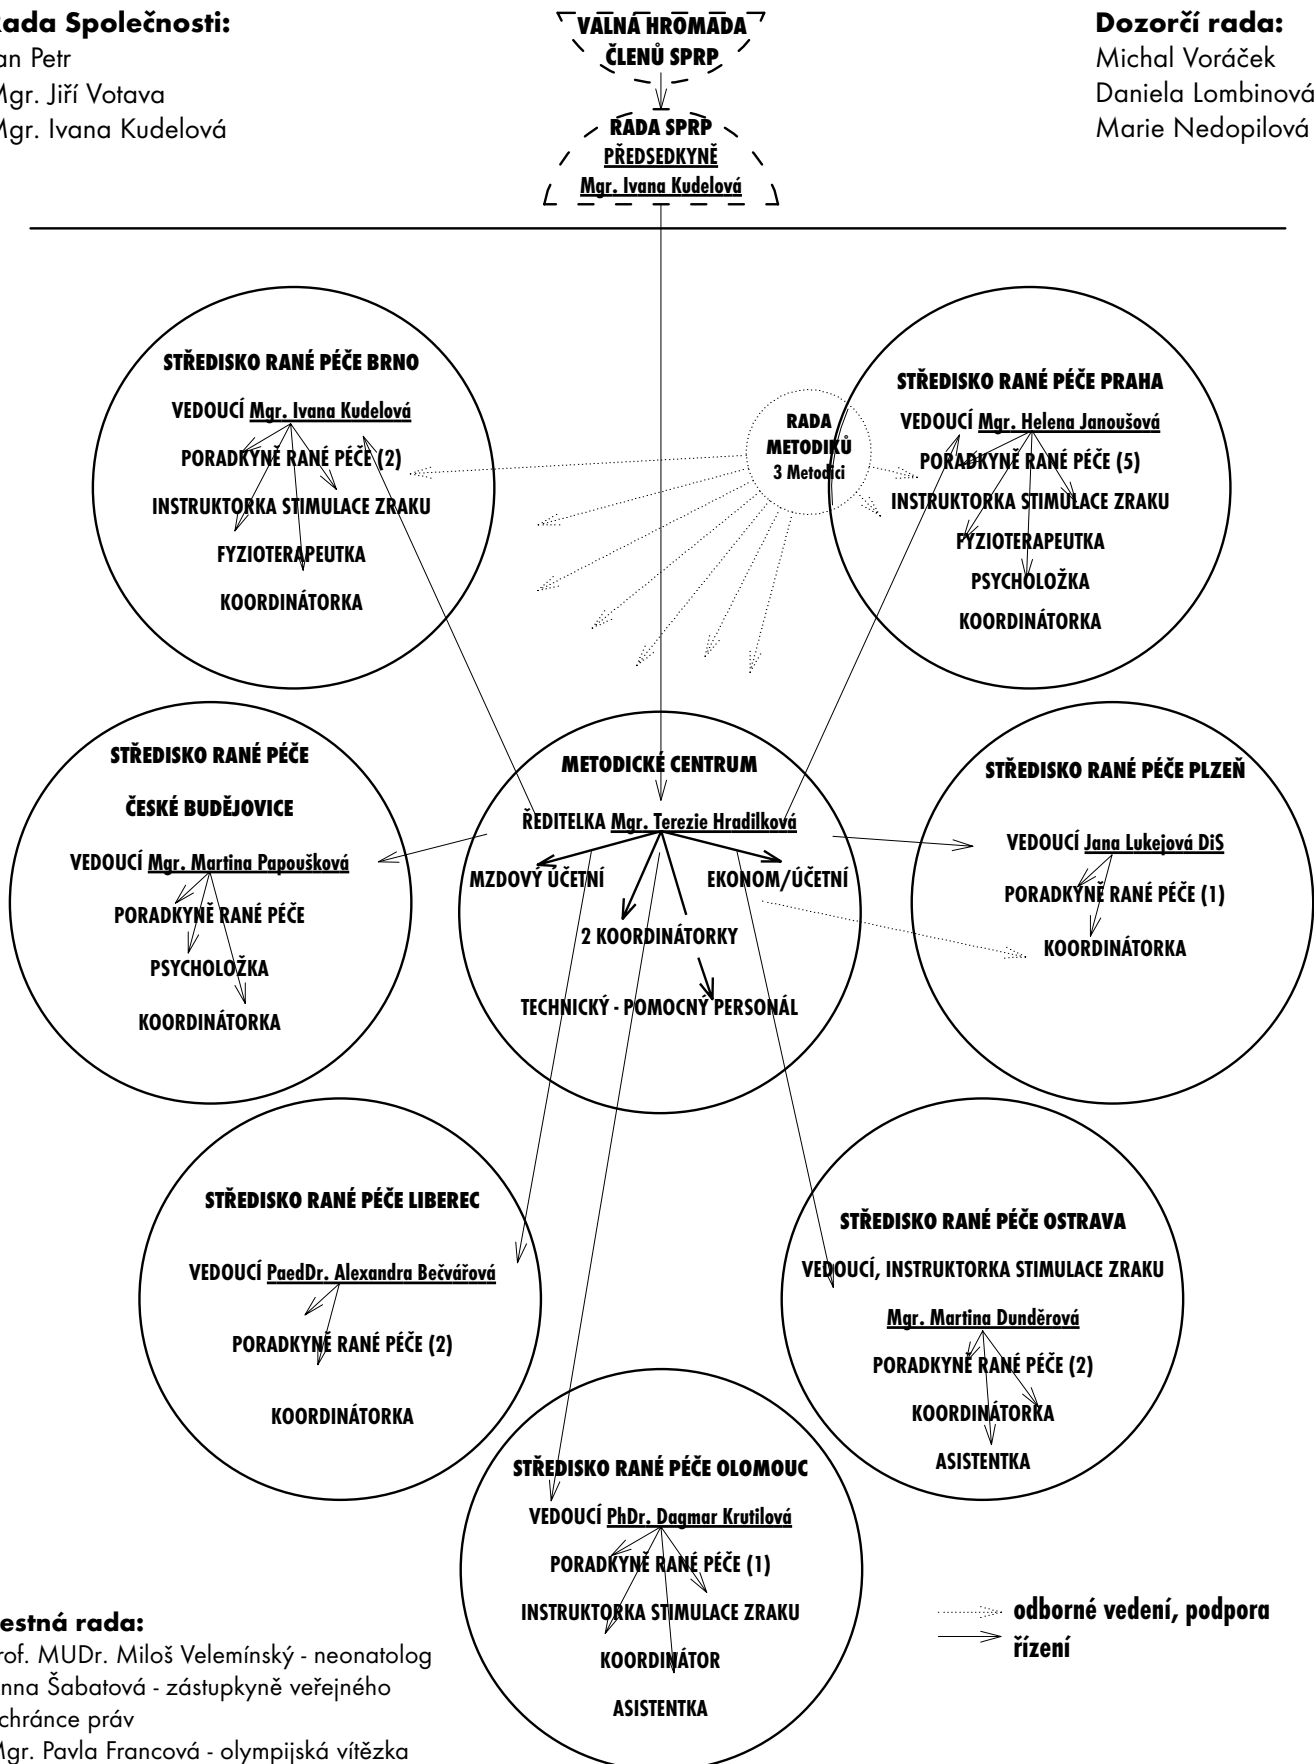 Rada Společnosti:
Jan Petr
Mgr. Jiří Votava
Mgr. Ivana Kudelová
VALNÁ HROMADA
ČLENŮ SPRP
RADA SPRP
PŘEDSEDKYNĚ
Mgr. Ivana Kudelová
Dozorčí rada:
Michal Voráček
Daniela Lombinová
Marie Nedopilová
STŘEDISKO RANÉ PÉČE BRNO
VEDOUCÍ Mgr. Ivana Kudelová
PORADKYNĚ RANÉ PÉČE (2)
INSTRUKTORKA STIMULACE ZRAKU
FYZIOTERAPEUTKA
KOORDINÁTORKA
RADA
METODIKŮ
3 Metodici
STŘEDISKO RANÉ PÉČE PRAHA
VEDOUCÍ Mgr. Helena Janoušová
PORADKYNĚ RANÉ PÉČE (5)
INSTRUKTORKA STIMULACE ZRAKU
FYZIOTERAPEUTKA
PSYCHOLOŽKA
KOORDINÁTORKA
STŘEDISKO RANÉ PÉČE
ČESKÉ BUDĚJOVICE
VEDOUCÍ Mgr. Martina Papoušková
PORADKYNĚ RANÉ PÉČE
PSYCHOLOŽKA
KOORDINÁTORKA
METODICKÉ CENTRUM
ŘEDITELKA Mgr. Terezie Hradilková
MZDOVÝ ÚČETNÍ
EKONOM/ÚČETNÍ
2 KOORDINÁTORKY
TECHNICKÝ - POMOCNÝ PERSONÁL
STŘEDISKO RANÉ PÉČE PLZEŇ
VEDOUCÍ Jana Lukejová DiS
PORADKYNĚ RANÉ PÉČE (1)
KOORDINÁTORKA
STŘEDISKO RANÉ PÉČE LIBEREC
VEDOUCÍ PaedDr. Alexandra Bečvářová
PORADKYNĚ RANÉ PÉČE (2)
KOORDINÁTORKA
STŘEDISKO RANÉ PÉČE OSTRAVA
VEDOUCÍ, INSTRUKTORKA STIMULACE ZRAKU
Mgr. Martina Dunděrová
PORADKYNĚ RANÉ PÉČE (2)
KOORDINÁTORKA
ASISTENTKA
STŘEDISKO RANÉ PÉČE OLOMOUC
VEDOUCÍ PhDr. Dagmar Krutilová
PORADKYNĚ RANÉ PÉČE (1)
INSTRUKTORKA STIMULACE ZRAKU
KOORDINÁTOR
ASISTENTKA
estná rada:
rof. MUDr. Miloš Velemínský - neonatolog
nna Šabatová - zástupkyně veřejného
chránce práv
Mgr. Pavla Francová - olympijská vítězka
odborné vedení, podpora
řízení